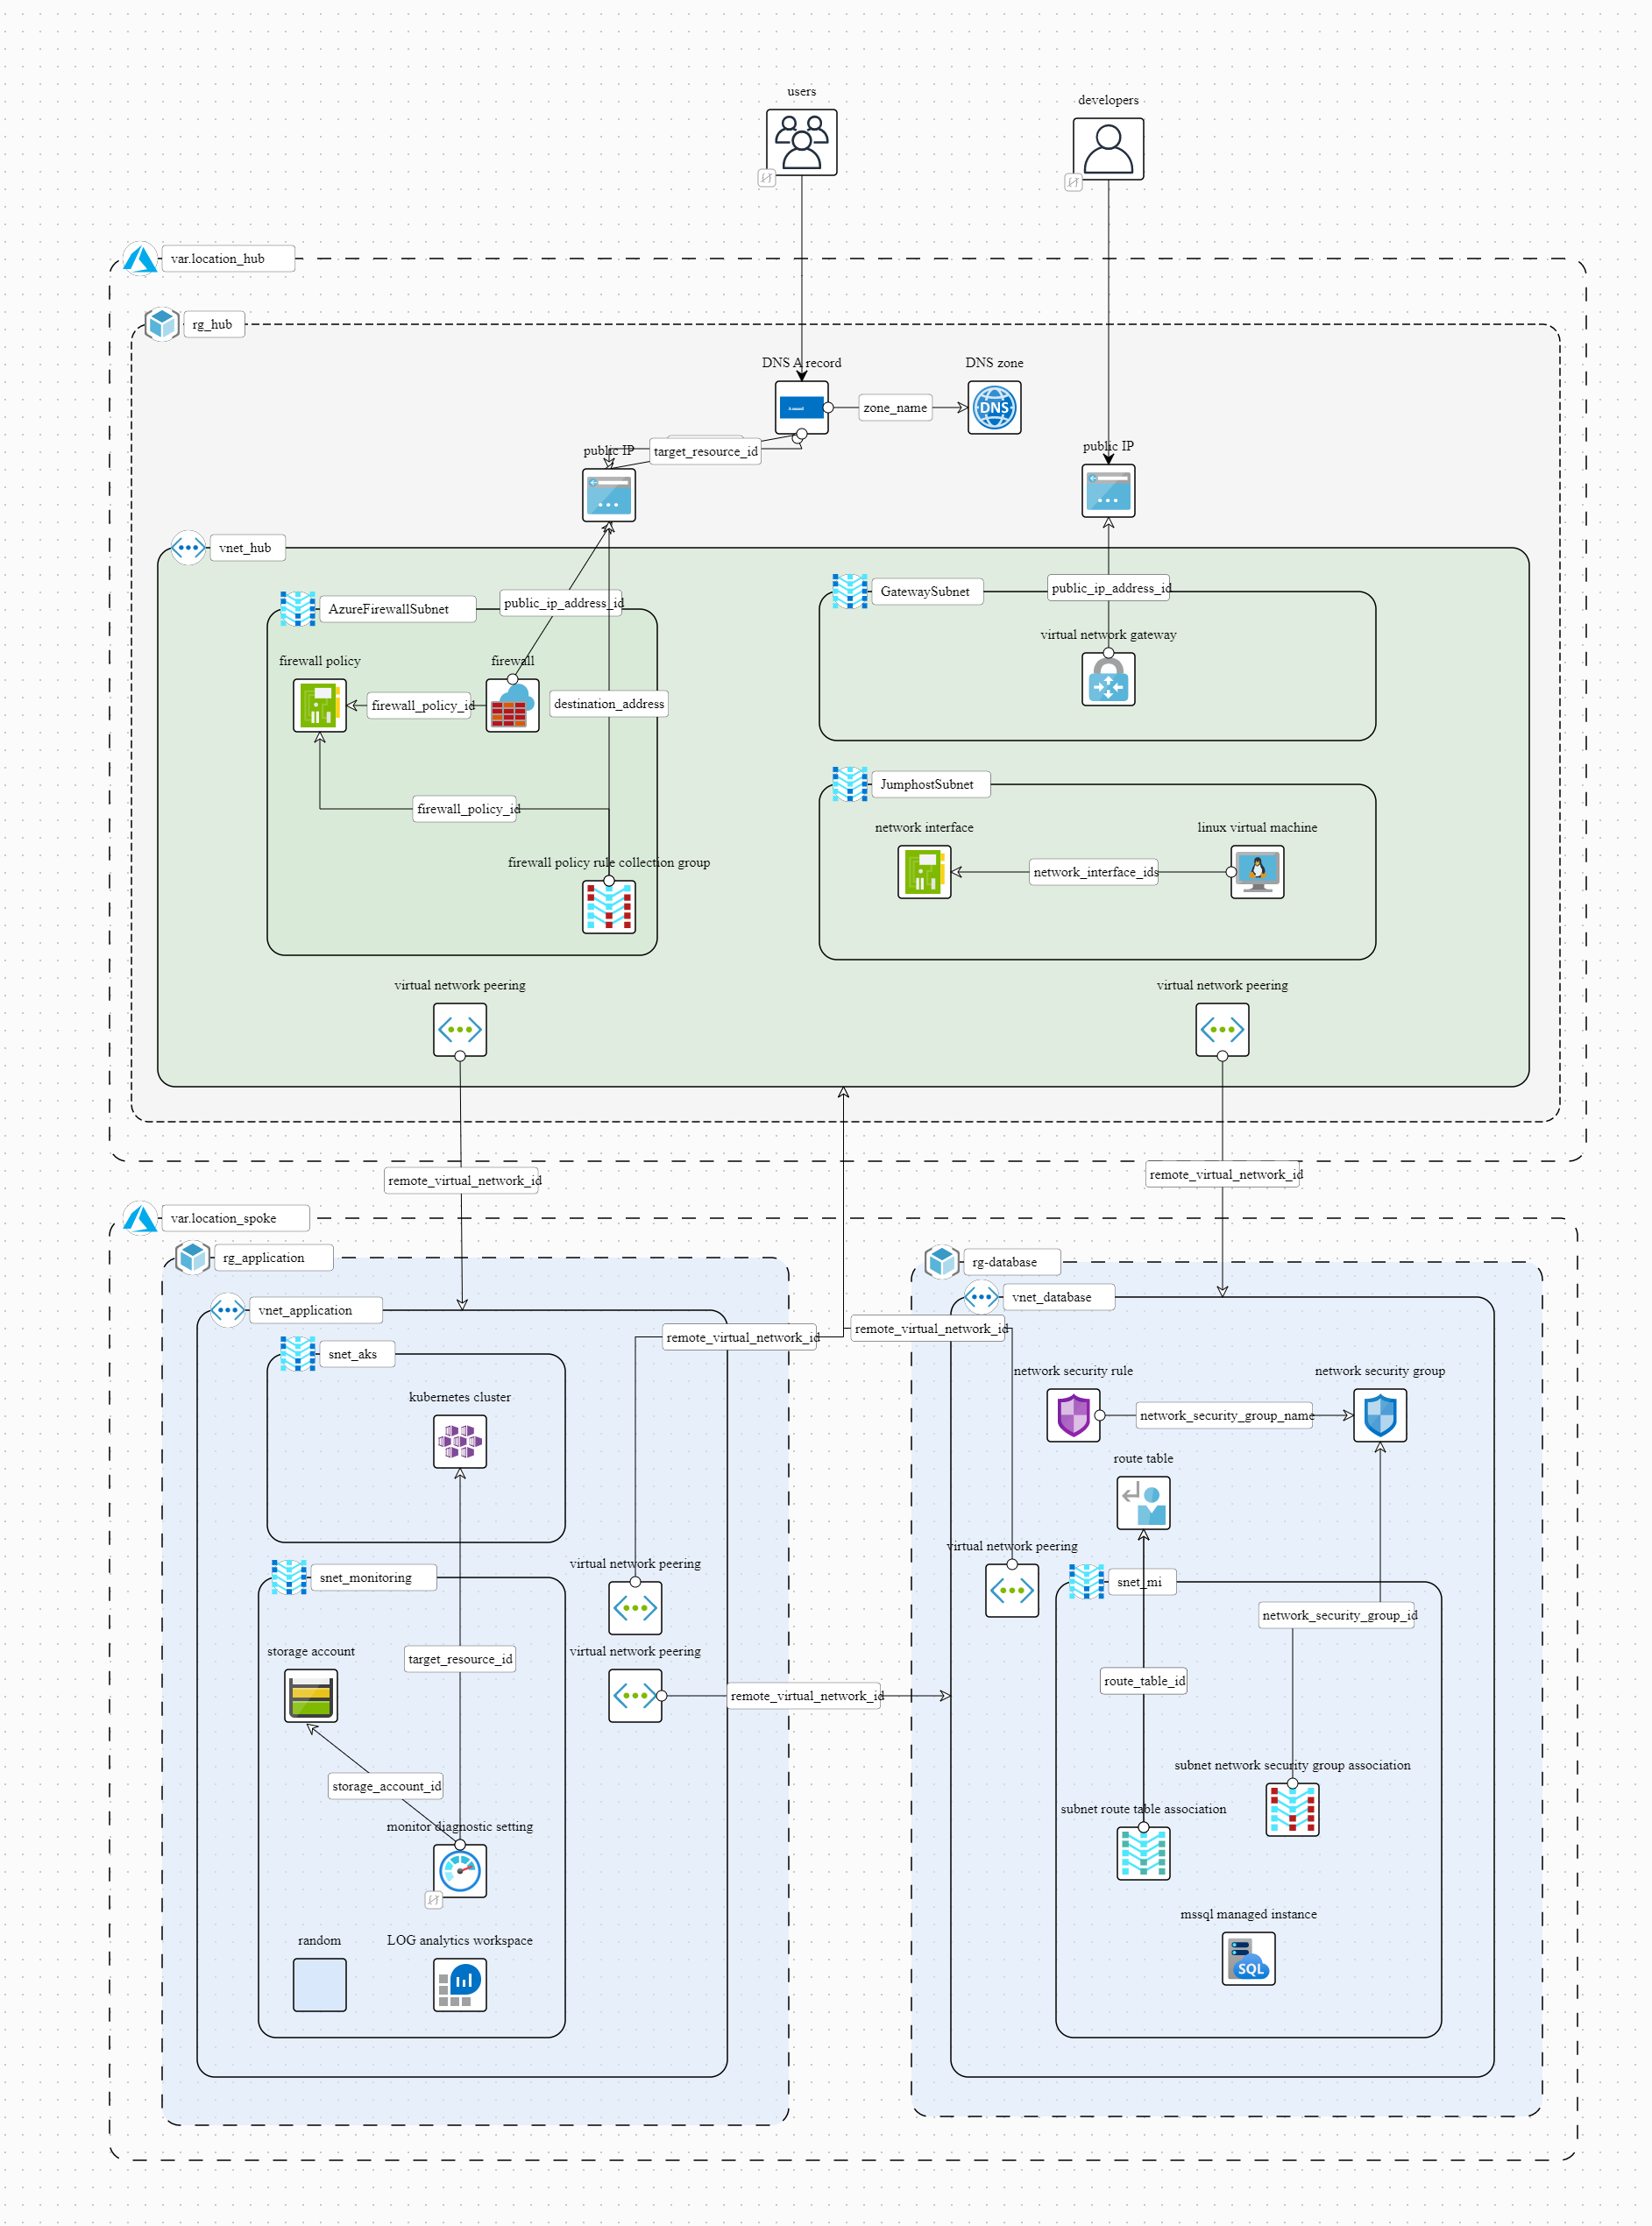 users
developers
var.location_hub
rg_hub
DNS A record
DNS zone
zone_name
DNS
public IP
target_resource_id
public IP
vnet_hub
AzureFirewallSubnet
public_ip_address_id
GatewaySubnet
public_ip_address_id
virtual network gateway
firewall policy
firewall
firewall_policy_id
destination_address
JumphostSubnet
firewall_policy_id
network interface
linux virtual machine
network_interface_ids
firewall policy rule collection group
virtual network peering
virtual network peering
remote_virtual_network_id
remote_virtual_network_id
var.location_spoke
rg_application
rg-database
vnet_application
vnet_database
remote_virtual_network_id
remote_virtual_network_id
snet_aks
kubernetes cluster
network security rule
network security group
network_security_group_name
route table
virtual network peering
virtual network peering
snet_monitoring
snet_mi
network_security_group_id
storage account
target_resource_id
virtual network peering
remote_virtual_network_id
route_table_id
storage_account_id
subnet network security group association
monitor diagnostic setting
subnet route table association
mssql managed instance
SQL
random
LOG analytics workspace